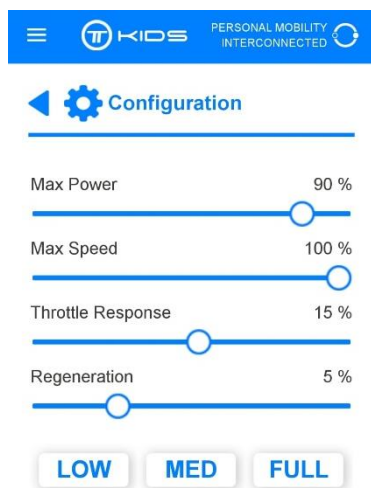 KIDS
PERSONAL MOBILITY
INTERCONNECTED
Configuration
Max Power 90 %
Max Speed 100 %
Throttle Response 15 %
Regeneration 5 %
LOW MED FULL